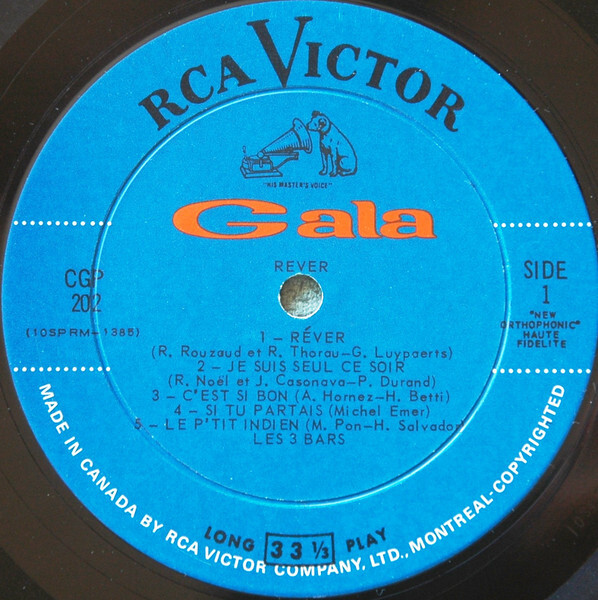 RCA VICTOR
"HIS MASTER'S VOICE"
Gala
REVER
CGP
202
(10SPRM-1385)
SIDE
1
"NEW
ORTHOPHONIC"
HAUTE
FIDELITE
1 – RÉVER
(R. Rouzaud et R. Thorau–G. Luypaerts)
2 – JE SUIS SEUL CE SOIR
(R. Noël et J. Casonava–P. Durand)
3 – C'EST SI BON (A. Hornez–H. Betti)
4 – SI TU PARTAIS (Michel Emer)
5 – LE P'TIT INDIEN (M. Pon–H. Salvador
LES 3 BARS
LONG 33 ⅓ PLAY
MADE IN CANADA BY RCA VICTOR COMPANY, LTD., MONTREAL-COPYRIGHTED